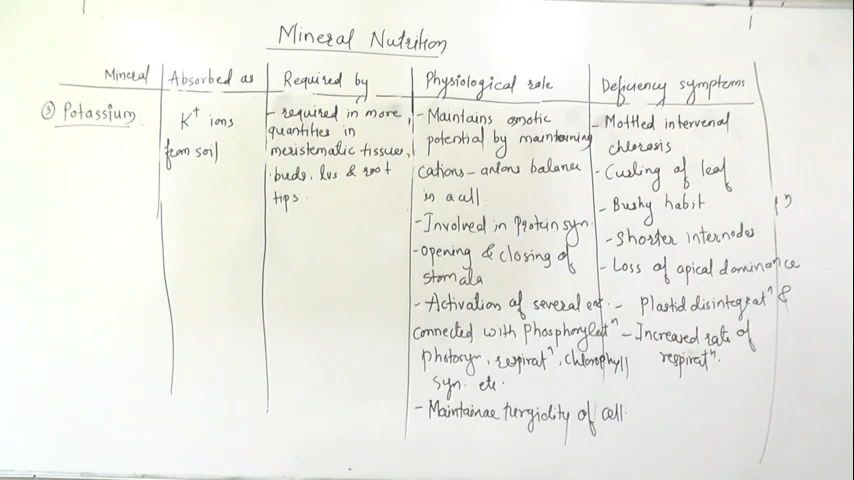 Mineral Nutrition
Mineral
Absorbed as
Required by
Physiological role
Deficiency symptoms
③ Potassium
K⁺ ions
from soil
- required in more,
quantities in
meristematic tissues,
buds, lvs & root
tips.
- Maintains osmotic
potential by maintaining
cations - anions balance
in a cell.
- Involved in Protein syn.
- opening & closing of
stomata
- Activation of several enz.
connected with phosphorylatⁿ
photosyn, respiratⁿ, chlorophyll
syn. etc.
- Maintainae turgidity of cell.
- Mottled intervenal
chlorosis
- Curling of leaf
- Bushy habit
- Shorter internodes
- Loss of apical dominance
- Plastid disintegratⁿ &
- Increased rate of
respiratⁿ.